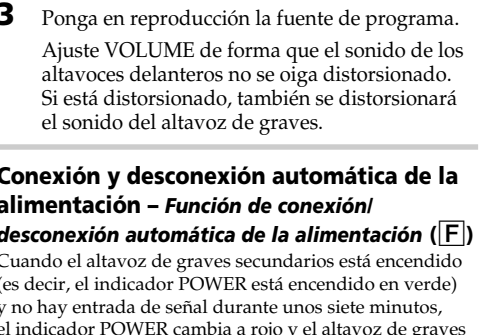 3 Ponga en reproducción la fuente de programa.
Ajuste VOLUME de forma que el sonido de los
altavoces delanteros no se oiga distorsionado.
Si está distorsionado, también se distorsionará
el sonido del altavoz de graves.
Conexión y desconexión automática de la
alimentación – Función de conexión/
desconexión automática de la alimentación (F)
Cuando el altavoz de graves secundarios está encendido
(es decir, el indicador POWER está encendido en verde)
y no hay entrada de señal durante unos siete minutos,
el indicador POWER cambia a rojo y el altavoz de graves